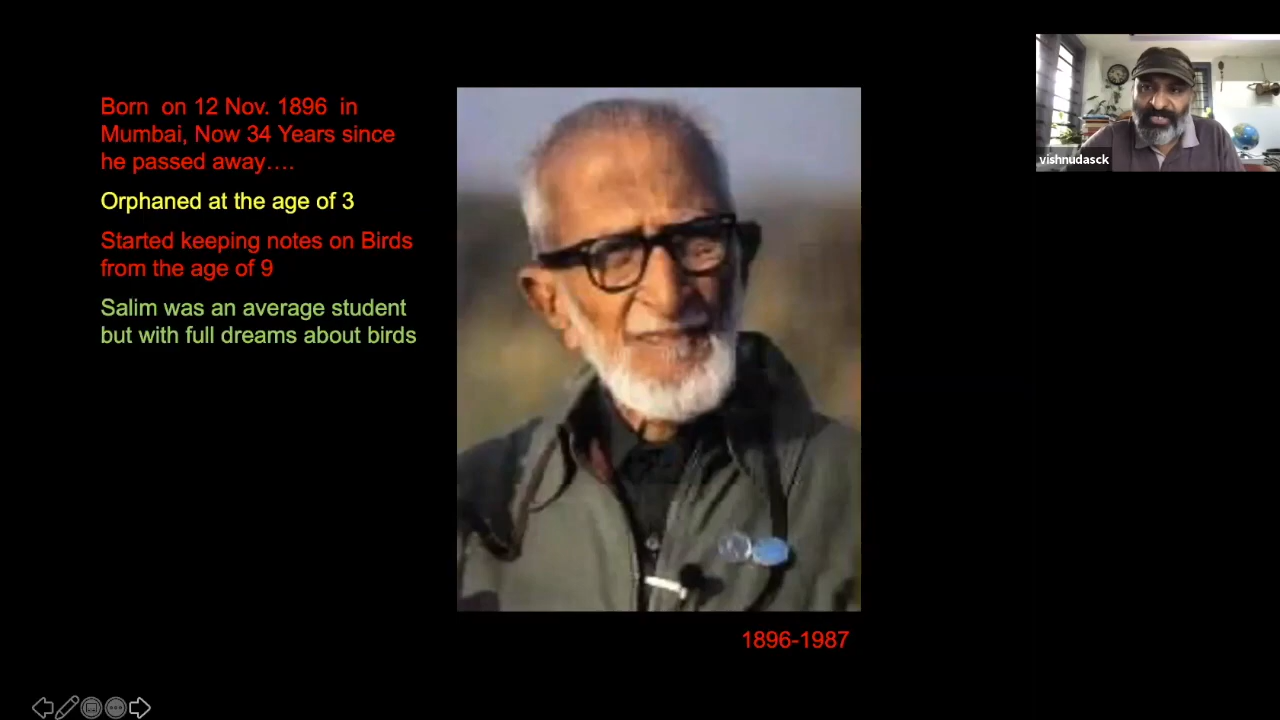 Born  on 12 Nov. 1896  in
Mumbai, Now 34 Years since
he passed away….
Orphaned at the age of 3
Started keeping notes on Birds
from the age of 9
Salim was an average student
but with full dreams about birds
1896-1987
vishnudasck